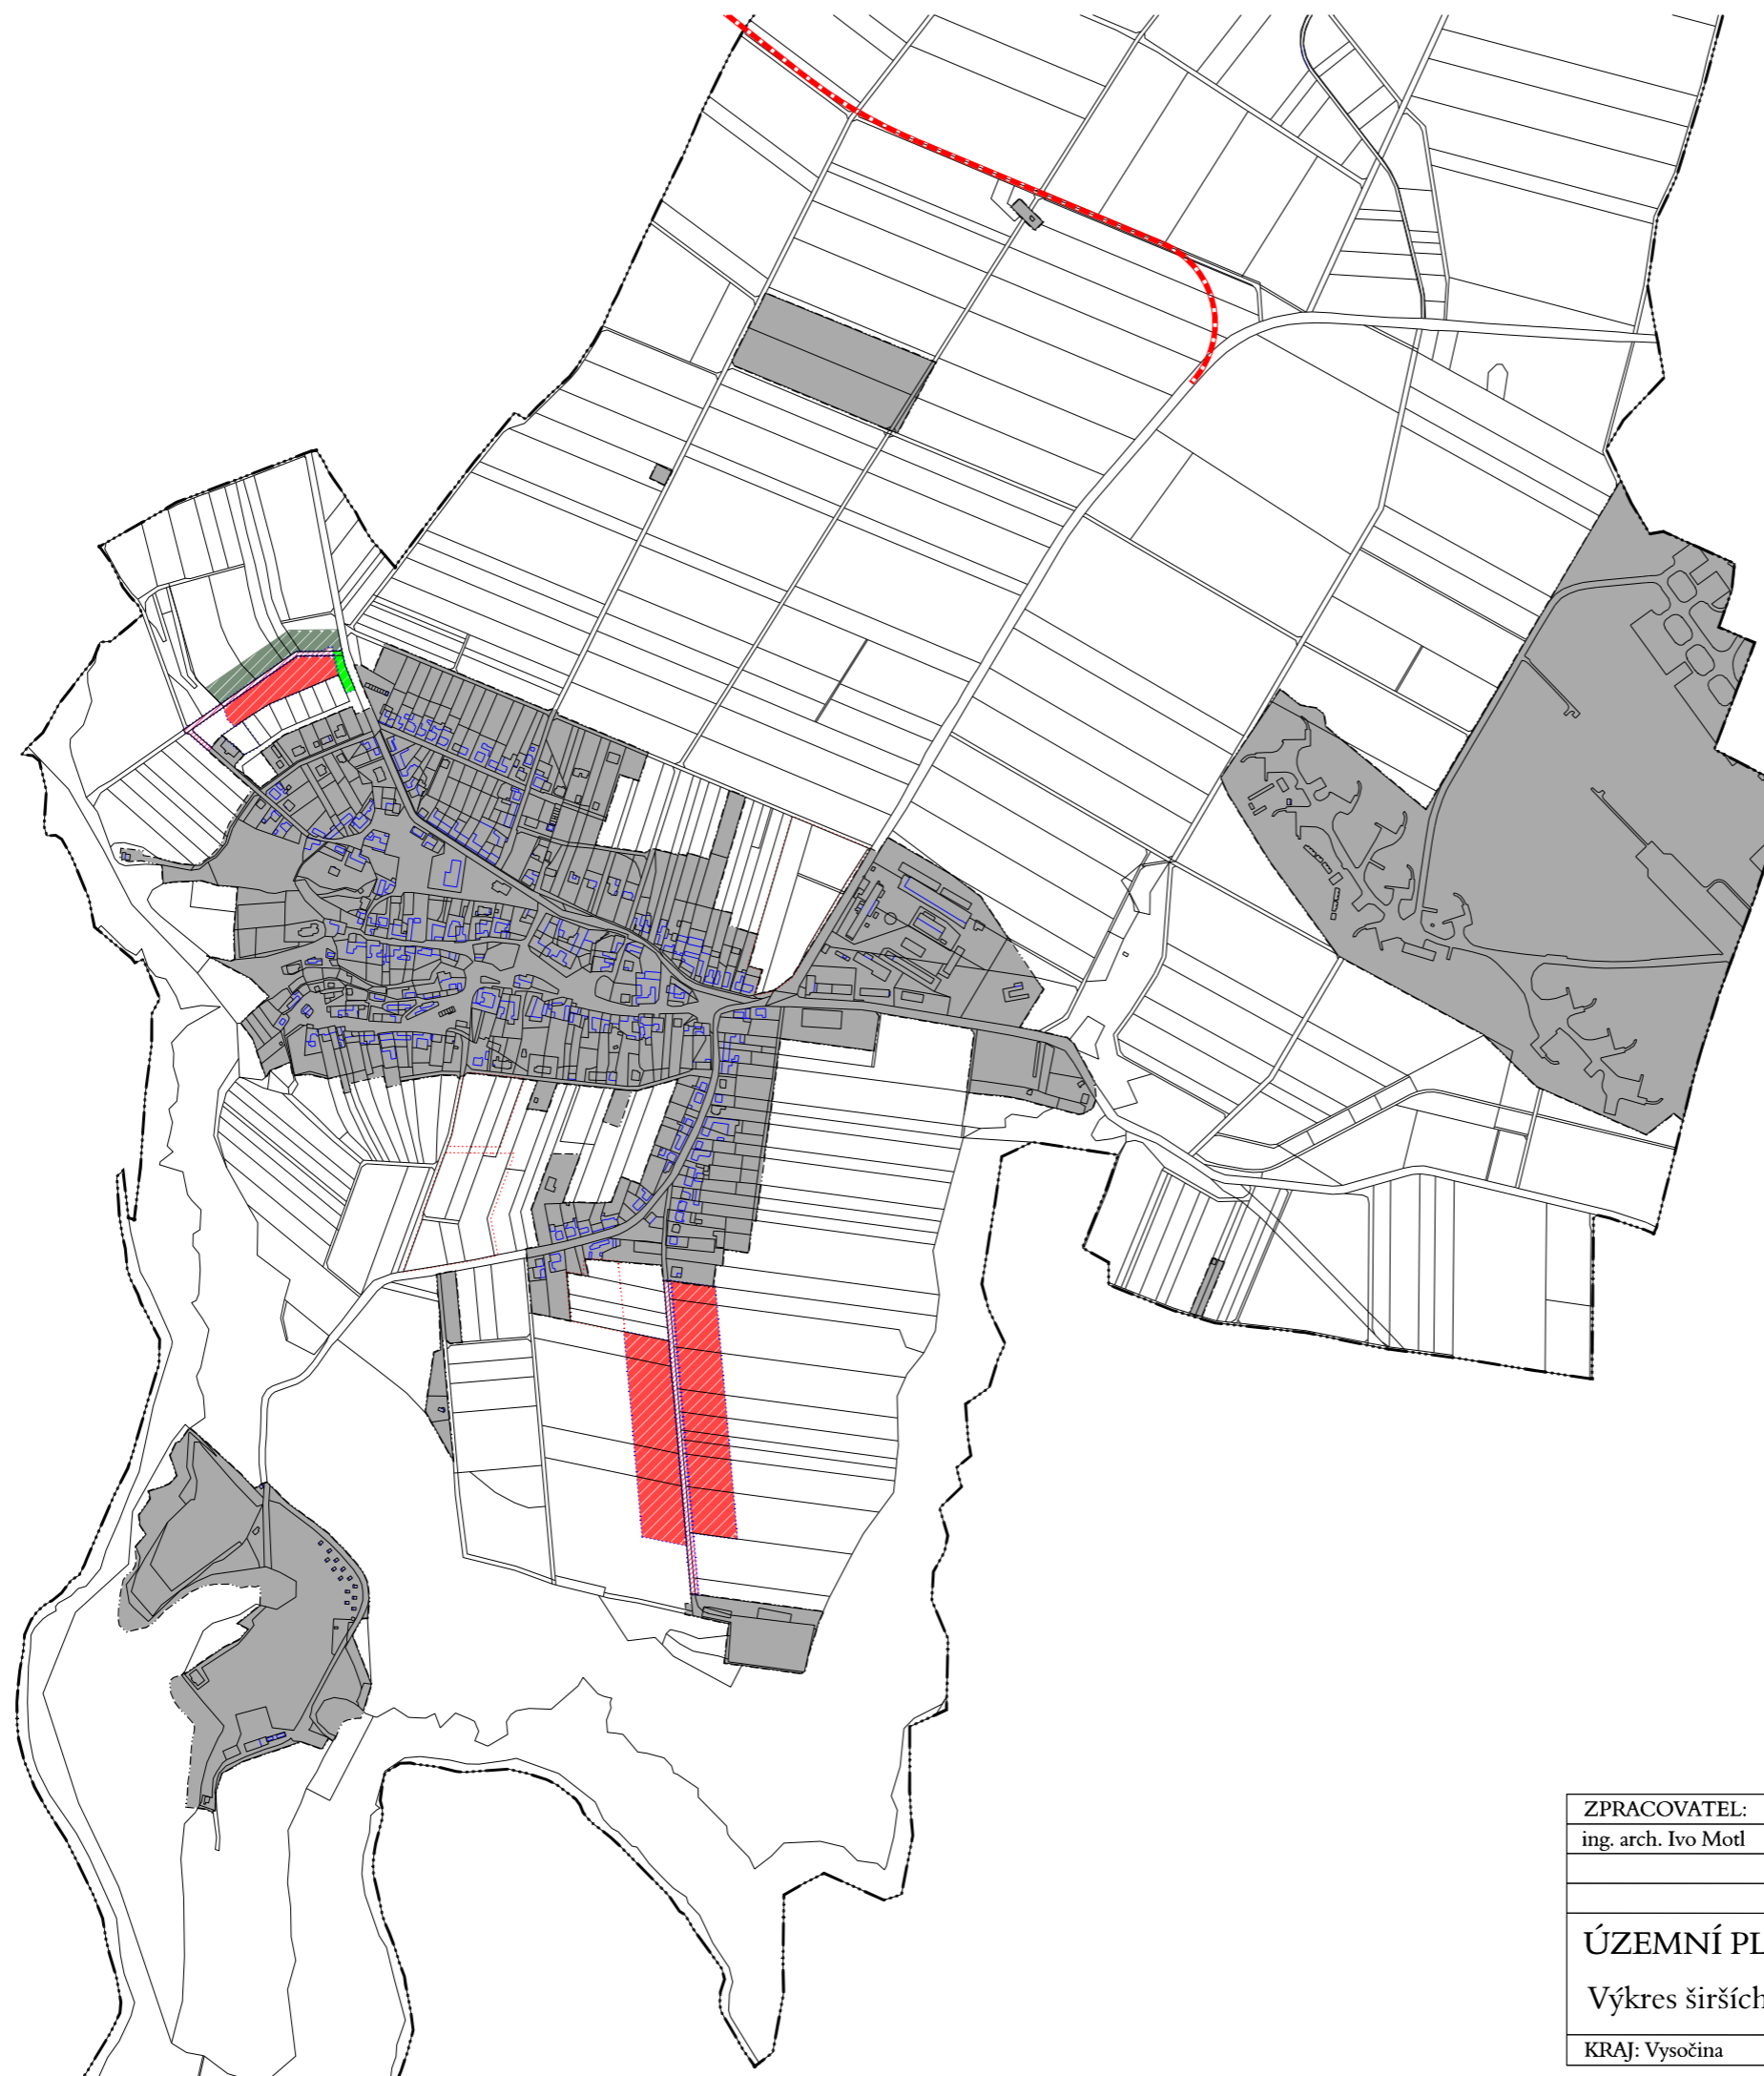 ZPRACOVATEL:
ing. arch. Ivo Motl
ÚZEMNÍ PL
Výkres širších
KRAJ: Vysočina